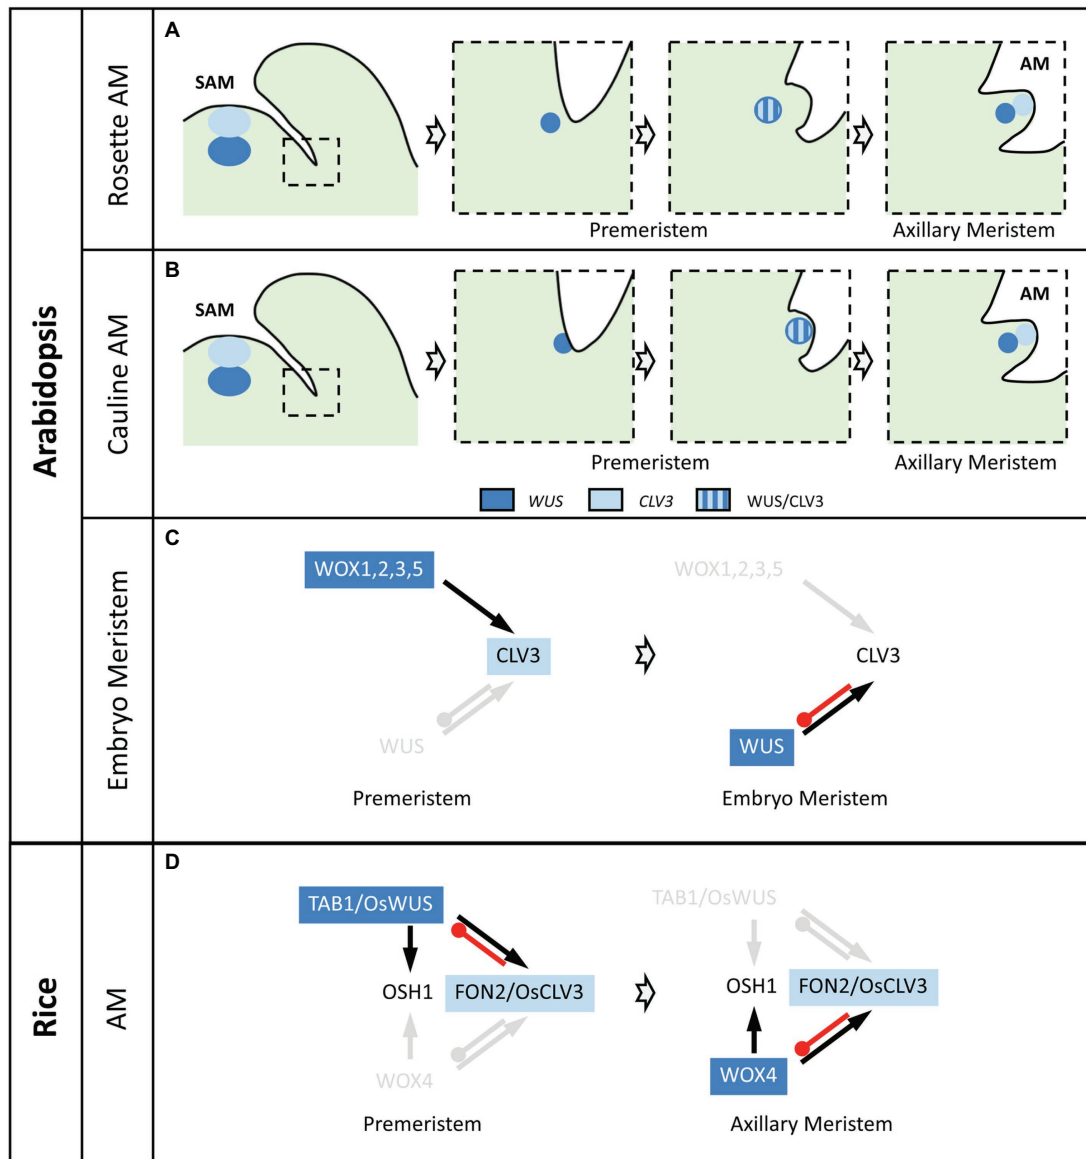 Arabidopsis
Rosette AM
A
SAM
AM
Premeristem
Axillary Meristem
Cauline AM
B
SAM
AM
Premeristem
Axillary Meristem
WUS
CLV3
WUS/CLV3
Embryo Meristem
C
WOX1,2,3,5
CLV3
WUS
Premeristem
WOX1,2,3,5
CLV3
WUS
Embryo Meristem
Rice
AM
D
TAB1/OsWUS
OSH1
FON2/OsCLV3
WOX4
Premeristem
TAB1/OsWUS
OSH1
FON2/OsCLV3
WOX4
Axillary Meristem